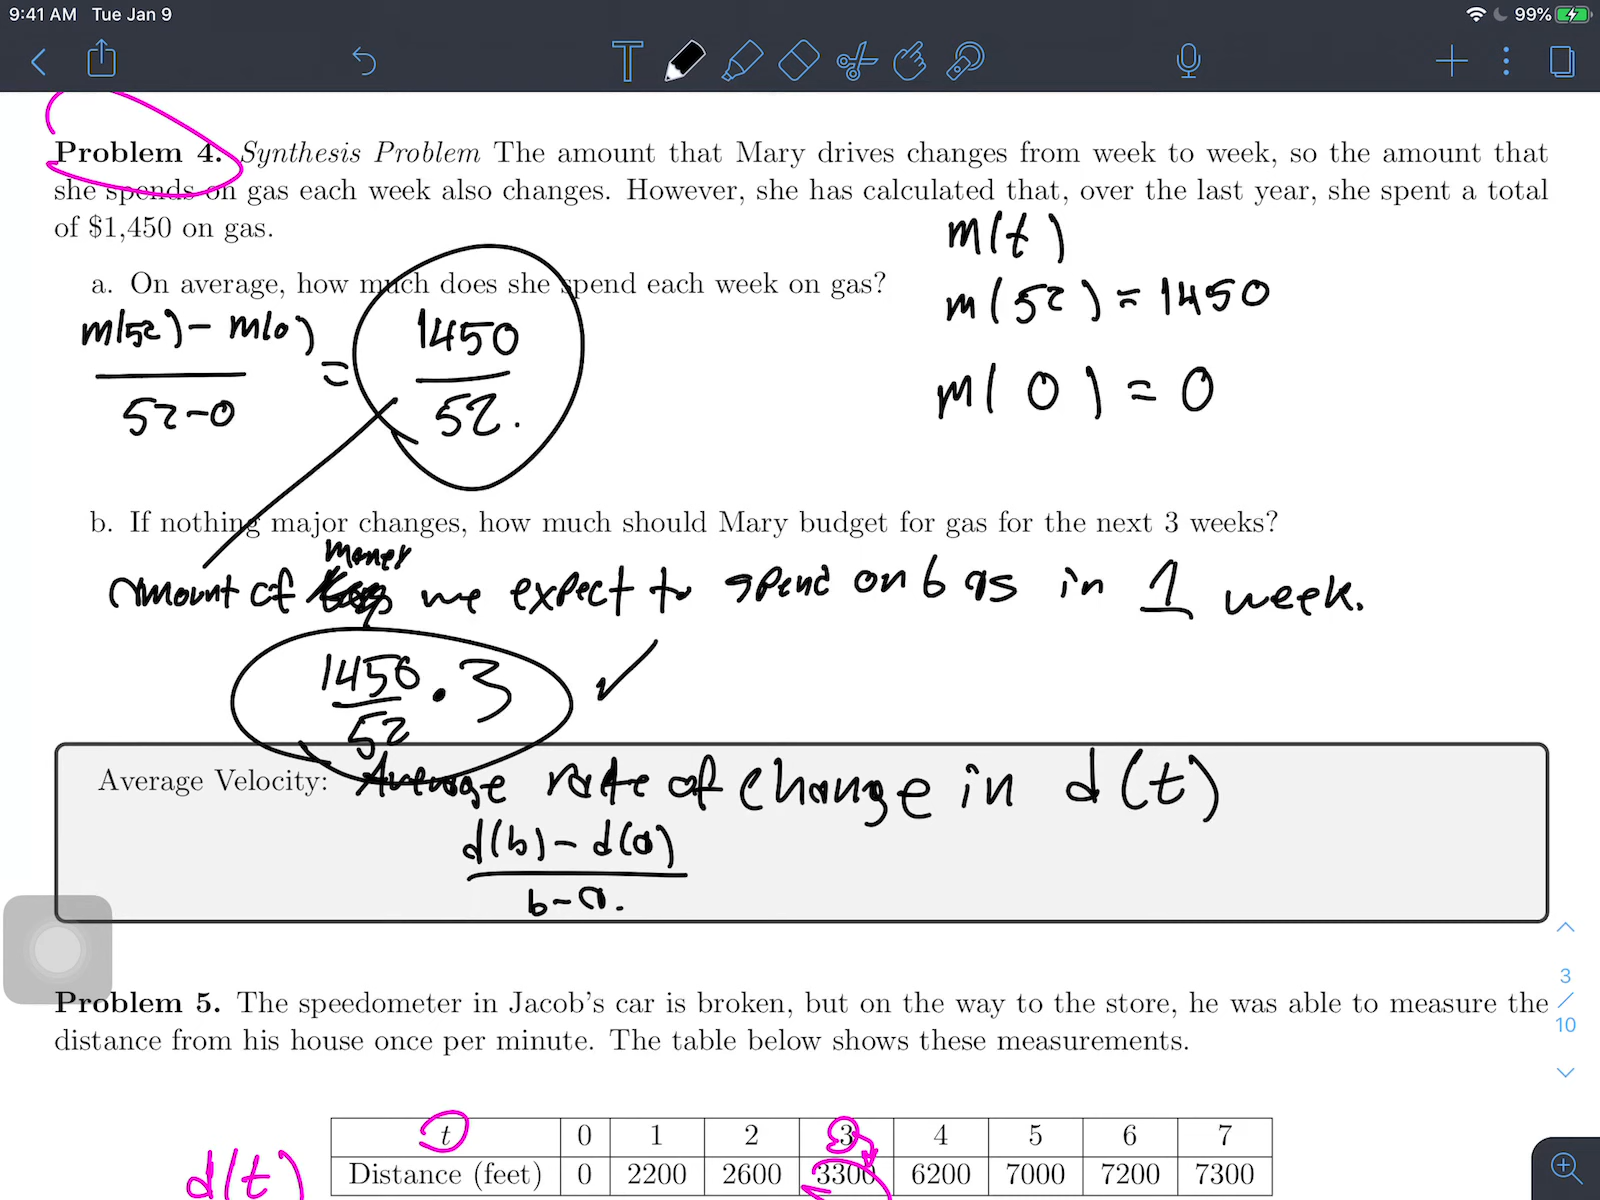 9:41 AM Tue Jan 9 99%
Problem 4. Synthesis Problem The amount that Mary drives changes from week to week, so the amount that
she spends on gas each week also changes. However, she has calculated that, over the last year, she spent a total
of $1,450 on gas.
m(t)
a. On average, how much does she spend each week on gas?
m(52) = 1450
m(52) - m(0)
52-0
=
1450
52.
m(0) = 0
b. If nothing major changes, how much should Mary budget for gas for the next 3 weeks?
money
Amount of we expect to spend on gas in 1 week.
1450
52
· 3 ✓
Average Velocity: Average rate of change in d(t)
d(b) - d(a)
b-a.
3
/
10
Problem 5. The speedometer in Jacob's car is broken, but on the way to the store, he was able to measure the
distance from his house once per minute. The table below shows these measurements.
t 0 1 2 3 4 5 6 7
d(t) Distance (feet) 0 2200 2600 3300 6200 7000 7200 7300